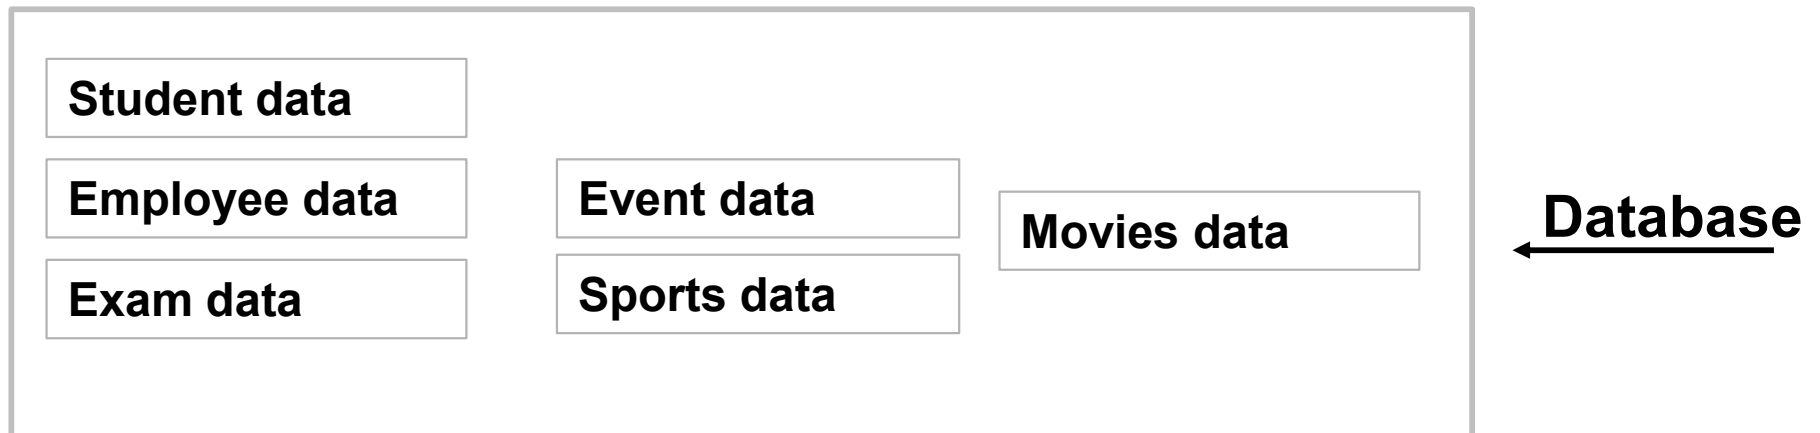 Student data
Employee data
Exam data
Event data
Sports data
Movies data
Database